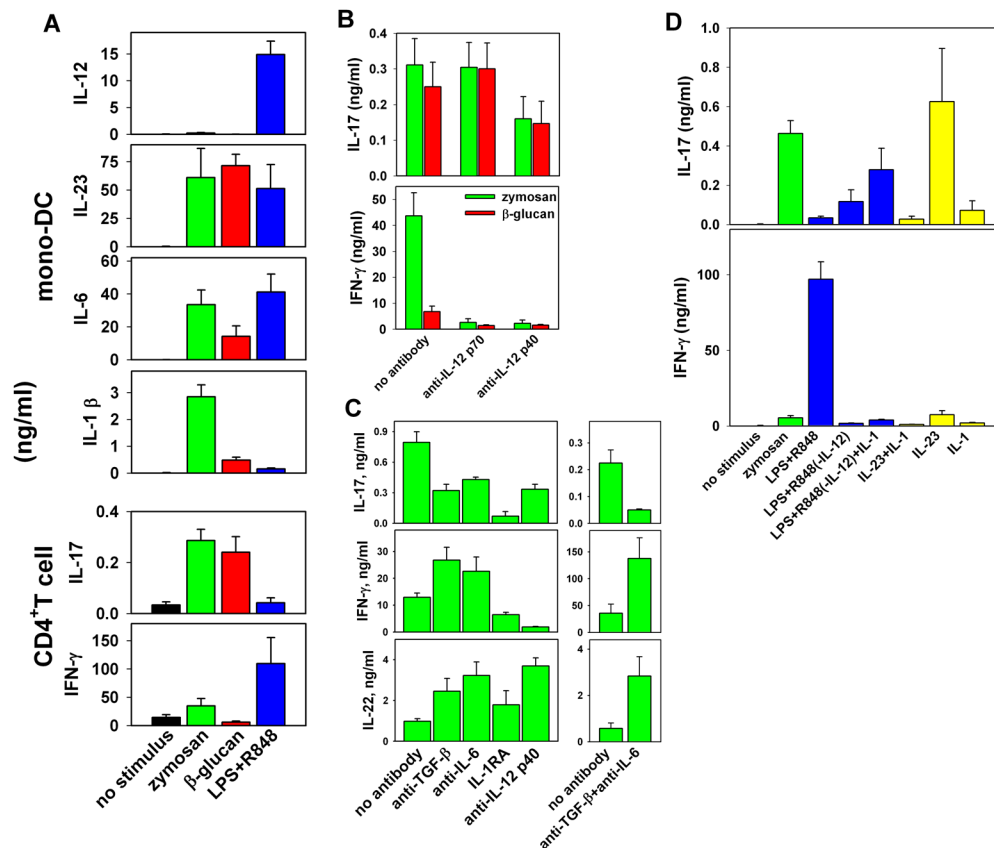 A
mono-DC
(ng/ml)
CD4+T cell
IL-12
15
10
5
0
IL-23
75
50
25
0
IL-6
60
40
20
0
IL-1 β
3
2
1
0
IL-17
0.4
0.2
0.0
IFN-γ
150
100
50
0
no stimulus
zymosan
β-glucan
LPS+R848
B
IL-17 (ng/ml)
0.4
0.3
0.2
0.1
0.0
zymosan
β-glucan
IFN-γ (ng/ml)
50
40
30
20
10
0
no antibody
anti-IL-12 p70
anti-IL-12 p40
C
IL-17, ng/ml
0.9
0.6
0.3
0.0
0.3
0.2
0.1
0.0
IFN-γ, ng/ml
30
20
10
0
150
100
50
0
IL-22, ng/ml
4
2
0
4
2
0
no antibody
anti-TGF-β
anti-IL-6
IL-1RA
anti-IL-12 p40
no antibody
anti-TGF-β+anti-IL-6
D
IL-17 (ng/ml)
1.0
0.8
0.6
0.4
0.2
0.0
IFN-γ (ng/ml)
100
50
0
no stimulus
zymosan
LPS+R848
LPS+R848(-IL-12)
LPS+R848(-IL-12)+IL-1
IL-23+IL-1
IL-23
IL-1